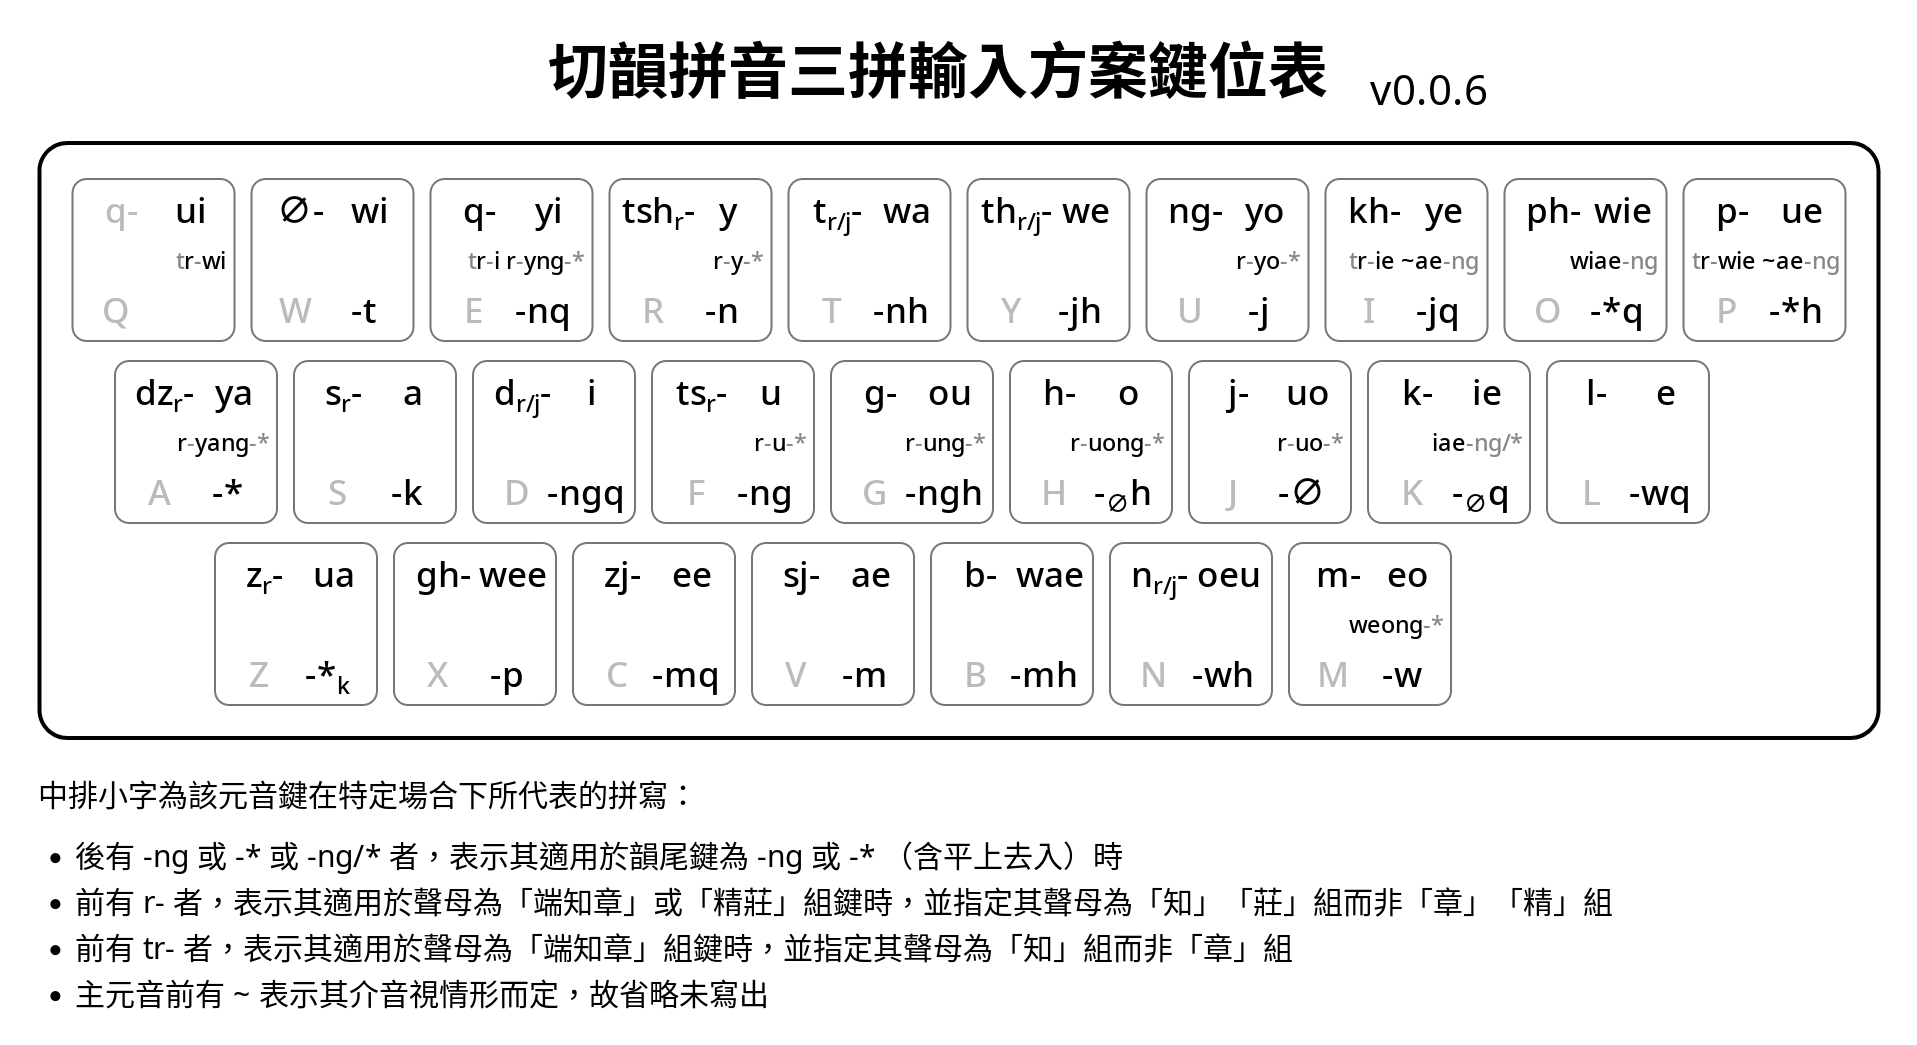 切韻拼音三拼輸入方案鍵位表 v0.0.6
q- ui ∅- wi q- yi tshr- y tr/j- wa thr/j- we ng- yo kh- ye ph- wie p- ue
tr-wi tr-i r-yng-* r-y-* r-yo-* tr-ie ~ae-ng wiae-ng tr-wie ~ae-ng
Q W -t E -nq R -n T -nh Y -jh U -j I -jq O -*q P -*h
dzr- ya sr- a dr/j- i tsr- u g- ou h- o j- uo k- ie l- e
r-yang-* r-u-* r-ung-* r-uong-* r-uo-* iae-ng/*
A -* S -k D -ngq F -ng G -ngh H -∅h J -∅ K -∅q L -wq
zr- ua gh- wee zj- ee sj- ae b- wae nr/j- oeu m- eo
weong-*
Z -*k X -p C -mq V -m B -mh N -wh M -w
中排小字為該元音鍵在特定場合下所代表的拼寫：
• 後有 -ng 或 -* 或 -ng/* 者，表示其適用於韻尾鍵為 -ng 或 -* （含平上去入）時
• 前有 r- 者，表示其適用於聲母為「端知章」或「精莊」組鍵時，並指定其聲母為「知」「莊」組而非「章」「精」組
• 前有 tr- 者，表示其適用於聲母為「端知章」組鍵時，並指定其聲母為「知」組而非「章」組
• 主元音前有 ~ 表示其介音視情形而定，故省略未寫出